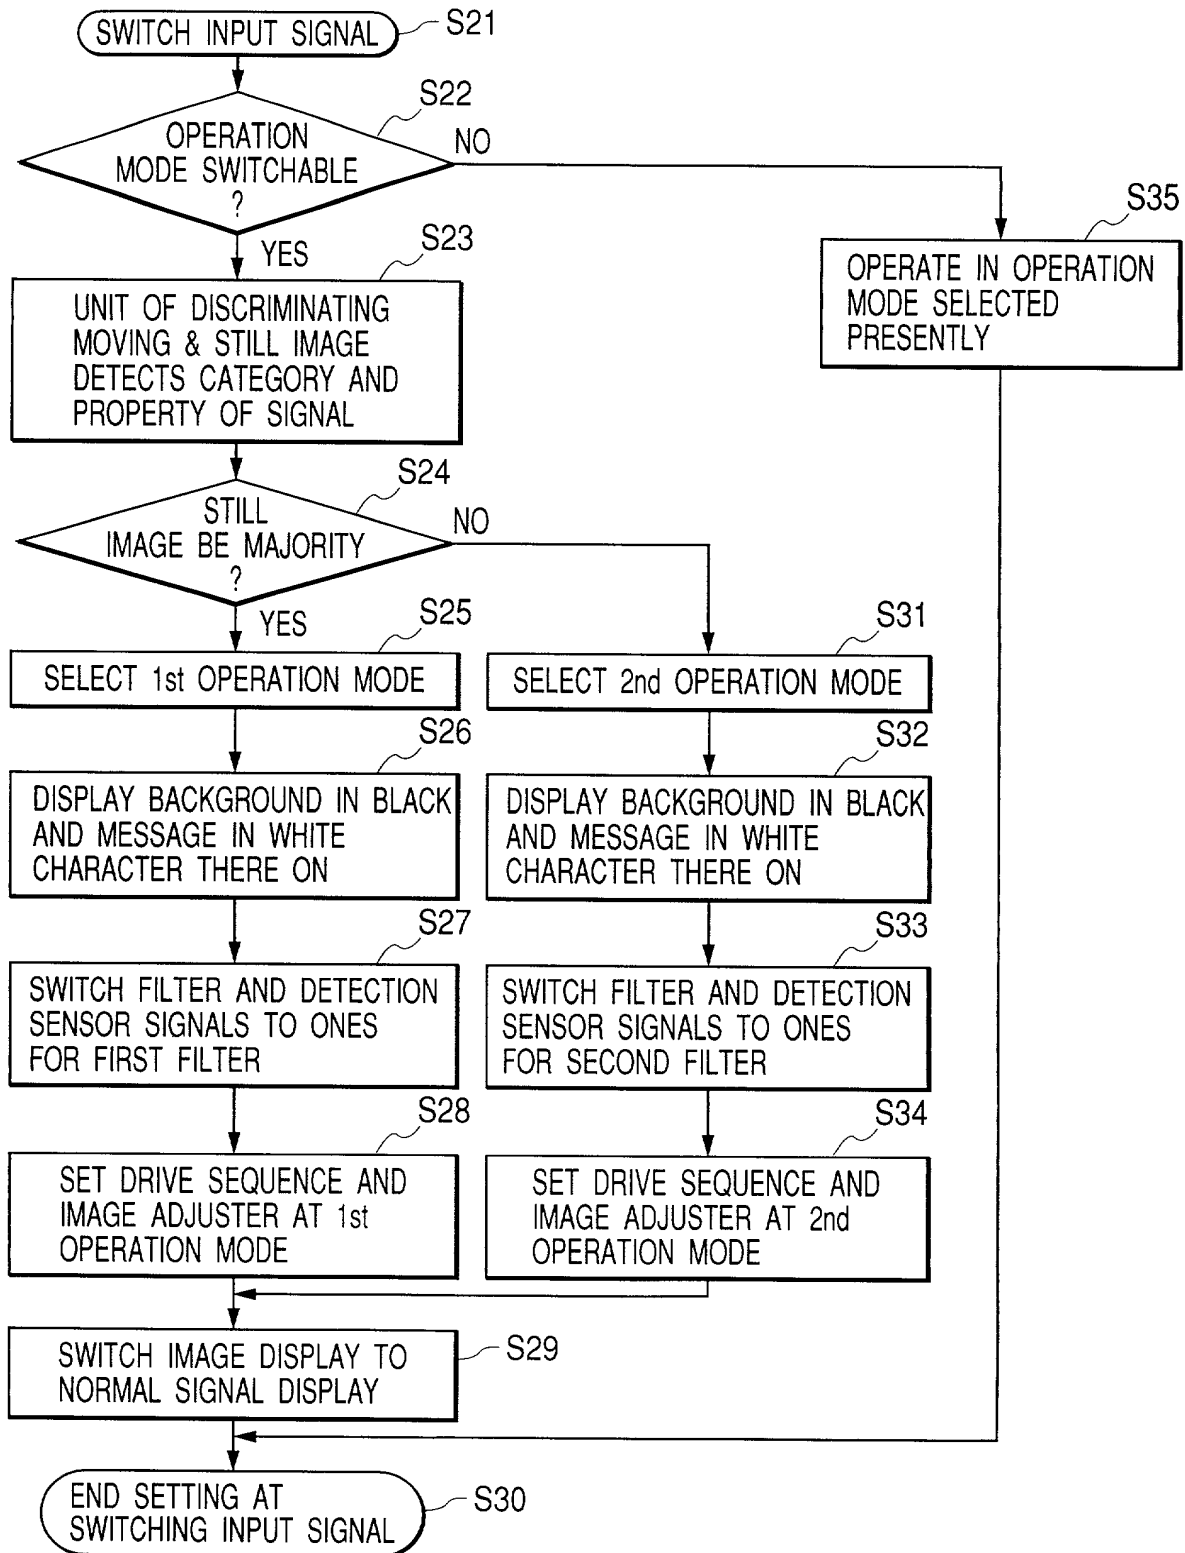 SWITCH INPUT SIGNAL
S21
S22
OPERATION
MODE SWITCHABLE
?
NO
YES
S35
OPERATE IN OPERATION
MODE SELECTED
PRESENTLY
S23
UNIT OF DISCRIMINATING
MOVING & STILL IMAGE
DETECTS CATEGORY AND
PROPERTY OF SIGNAL
S24
STILL
IMAGE BE MAJORITY
?
NO
YES
S25
SELECT 1st OPERATION MODE
S26
DISPLAY BACKGROUND IN BLACK
AND MESSAGE IN WHITE
CHARACTER THERE ON
S27
SWITCH FILTER AND DETECTION
SENSOR SIGNALS TO ONES
FOR FIRST FILTER
S28
SET DRIVE SEQUENCE AND
IMAGE ADJUSTER AT 1st
OPERATION MODE
S31
SELECT 2nd OPERATION MODE
S32
DISPLAY BACKGROUND IN BLACK
AND MESSAGE IN WHITE
CHARACTER THERE ON
S33
SWITCH FILTER AND DETECTION
SENSOR SIGNALS TO ONES
FOR SECOND FILTER
S34
SET DRIVE SEQUENCE AND
IMAGE ADJUSTER AT 2nd
OPERATION MODE
SWITCH IMAGE DISPLAY TO
NORMAL SIGNAL DISPLAY
S29
END SETTING AT
SWITCHING INPUT SIGNAL
S30